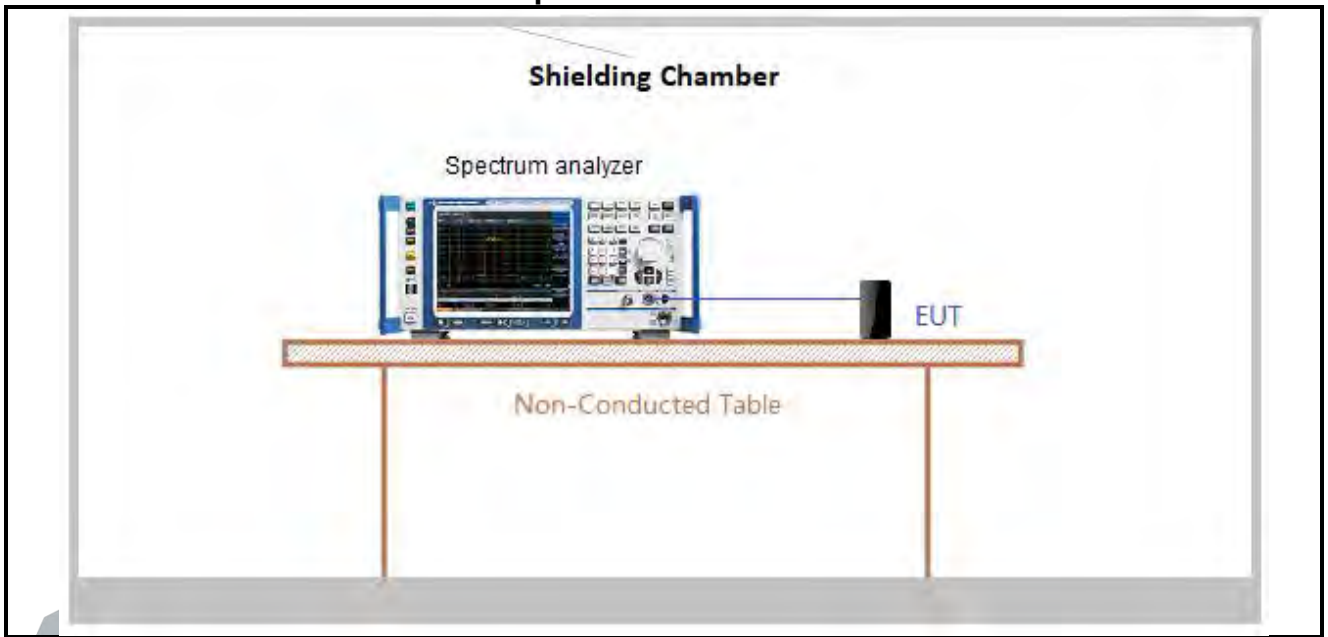 Shielding Chamber
Spectrum analyzer
EUT
Non-Conducted Table